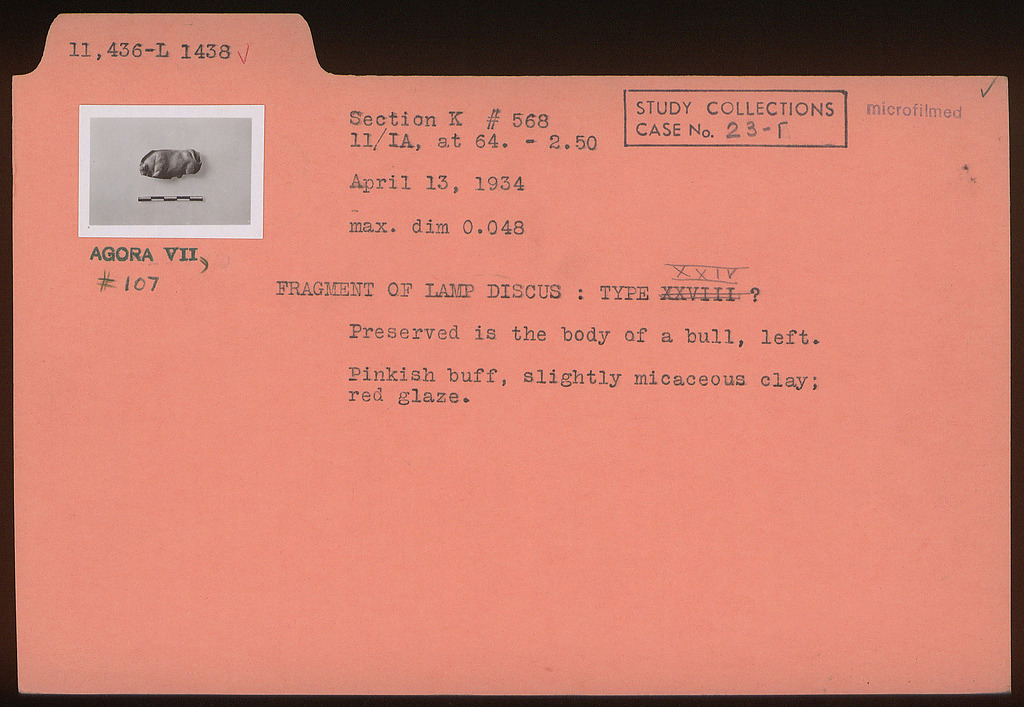 11,436-L 1438 ✓
Section K # 568
11/IA, at 64. - 2.50
STUDY COLLECTIONS
CASE No. 23-Γ
microfilmed
April 13, 1934
max. dim 0.048
AGORA VII,
# 107
XXIV
FRAGMENT OF LAMP DISCUS : TYPE XXVIII ?
Preserved is the body of a bull, left.
Pinkish buff, slightly micaceous clay;
red glaze.